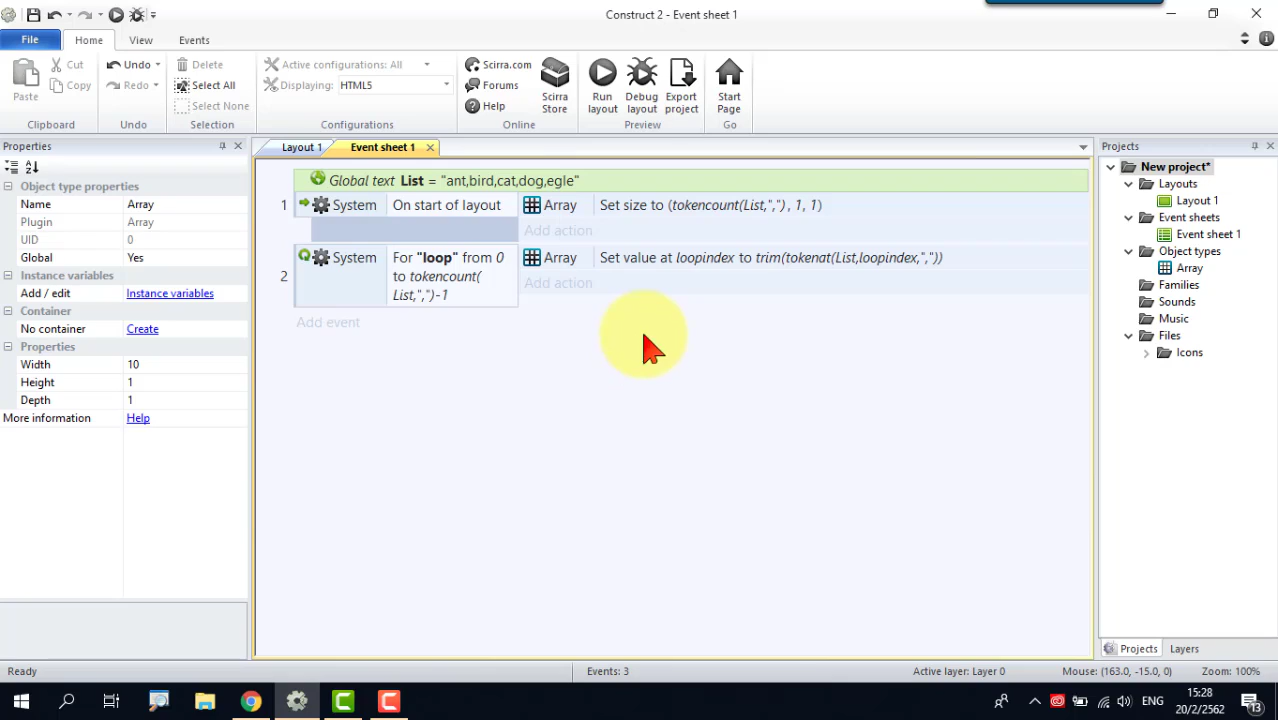 Construct 2 - Event sheet 1
File
Home
View
Events
Paste
Cut
Copy
Clipboard
Undo
Redo
Undo
Delete
Select All
Select None
Selection
Active configurations: All
Displaying: HTML5
Configurations
Scirra.com
Forums
Help
Scirra
Store
Online
Run
layout
Debug
layout
Export
project
Preview
Start
Page
Go
Properties
Layout 1
Event sheet 1
Projects
Object type properties
Name Array
Plugin Array
UID 0
Global Yes
Instance variables
Add / edit Instance variables
Container
No container Create
Properties
Width 10
Height 1
Depth 1
More information Help
Global text List = "ant,bird,cat,dog,egle"
1 System On start of layout Array Set size to (tokencount(List,",") , 1, 1)
Add action
2 System For "loop" from 0
to tokencount(
List,",")-1
Array Set value at loopindex to trim(tokenat(List,loopindex,","))
Add action
Add event
New project*
Layouts
Layout 1
Event sheets
Event sheet 1
Object types
Array
Families
Sounds
Music
Files
Icons
Projects Layers
Ready
Events: 3
Active layer: Layer 0
Mouse: (163.0, -15.0, 0)
Zoom: 100%
ENG
15:28
20/2/2562
13